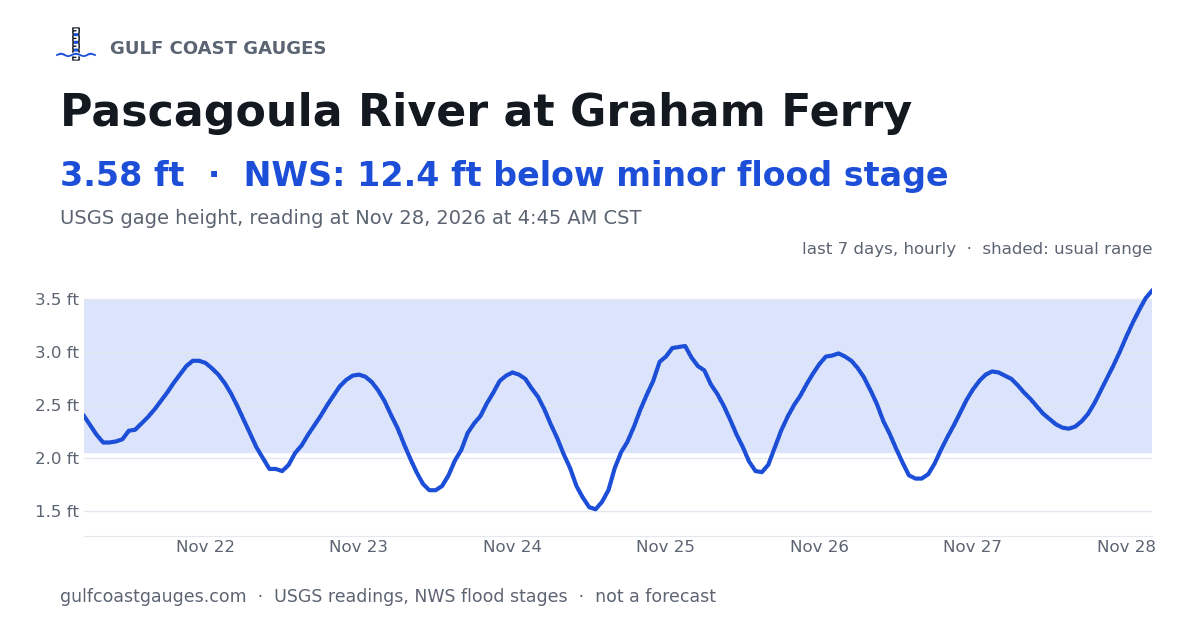 GULF COAST GAUGES
Pascagoula River at Graham Ferry
3.58 ft · NWS: 12.4 ft below minor flood stage
USGS gage height, reading at Nov 28, 2026 at 4:45 AM CST
last 7 days, hourly · shaded: usual range
3.5 ft
3.0 ft
2.5 ft
2.0 ft
1.5 ft
Nov 22 Nov 23 Nov 24 Nov 25 Nov 26 Nov 27 Nov 28
gulfcoastgauges.com · USGS readings, NWS flood stages · not a forecast